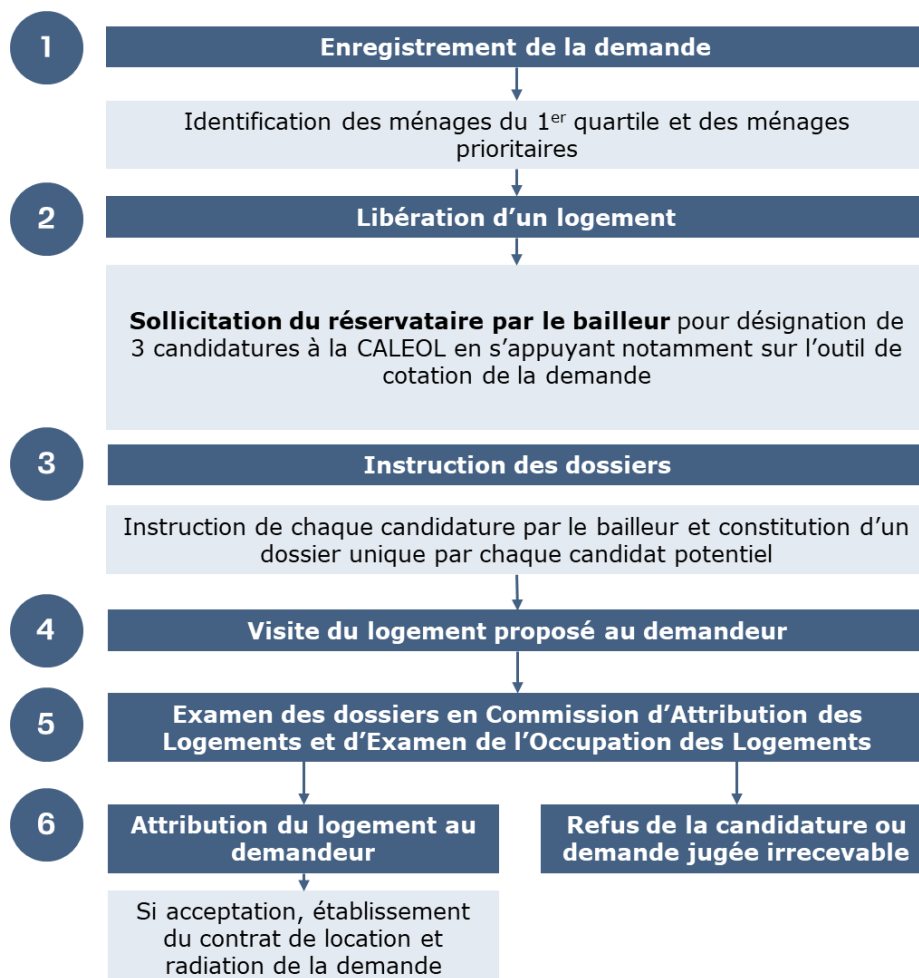 1
Enregistrement de la demande
Identification des ménages du 1er quartile et des ménages
prioritaires
2
Libération d’un logement
Sollicitation du réservataire par le bailleur pour désignation de
3 candidatures à la CALEOL en s’appuyant notamment sur l’outil de
cotation de la demande
3
Instruction des dossiers
Instruction de chaque candidature par le bailleur et constitution d’un
dossier unique par chaque candidat potentiel
4
Visite du logement proposé au demandeur
5
Examen des dossiers en Commission d’Attribution des
Logements et d’Examen de l’Occupation des Logements
6
Attribution du logement au
demandeur
Refus de la candidature ou
demande jugée irrecevable
Si acceptation, établissement
du contrat de location et
radiation de la demande